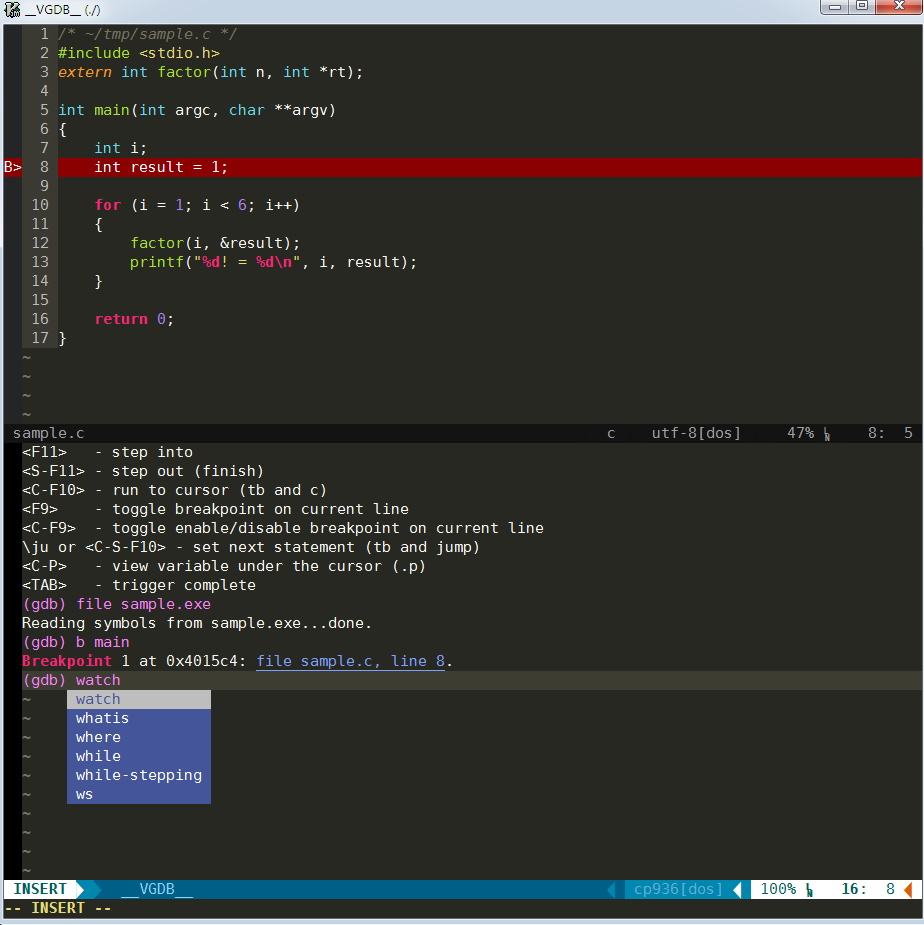 __VGDB__ (./)
1 /* ~/tmp/sample.c */
2 #include <stdio.h>
3 extern int factor(int n, int *rt);
4
5 int main(int argc, char **argv)
6 {
7     int i;
B> 8     int result = 1;
9
10     for (i = 1; i < 6; i++)
11     {
12         factor(i, &result);
13         printf("%d! = %d\n", i, result);
14     }
15
16     return 0;
17 }
~
~
~
~
sample.c c utf-8[dos] 47% 8: 5
<F11>   - step into
<S-F11> - step out (finish)
<C-F10> - run to cursor (tb and c)
<F9>    - toggle breakpoint on current line
<C-F9>  - toggle enable/disable breakpoint on current line
\ju or <C-S-F10> - set next statement (tb and jump)
<C-P>   - view variable under the cursor (.p)
<TAB>   - trigger complete
(gdb) file sample.exe
Reading symbols from sample.exe...done.
(gdb) b main
Breakpoint 1 at 0x4015c4: file sample.c, line 8.
(gdb) watch
~ watch
~ whatis
~ where
~ while
~ while-stepping
~ ws
~
~
~
~
INSERT __VGDB__ cp936[dos] 100% 16: 8
-- INSERT --